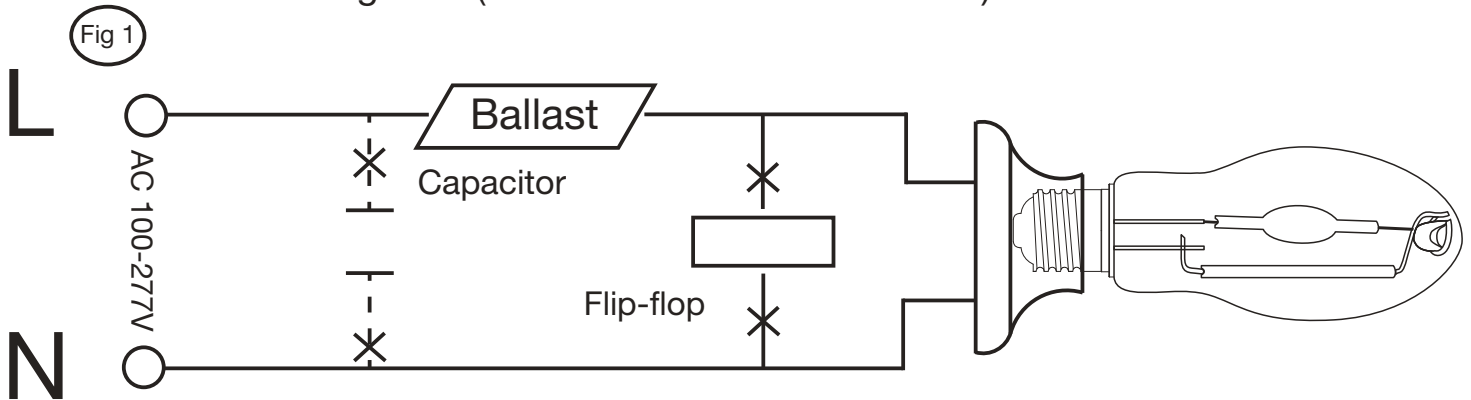 Fig 1
L
Ballast
Capacitor
AC 100-277V
Flip-flop
N